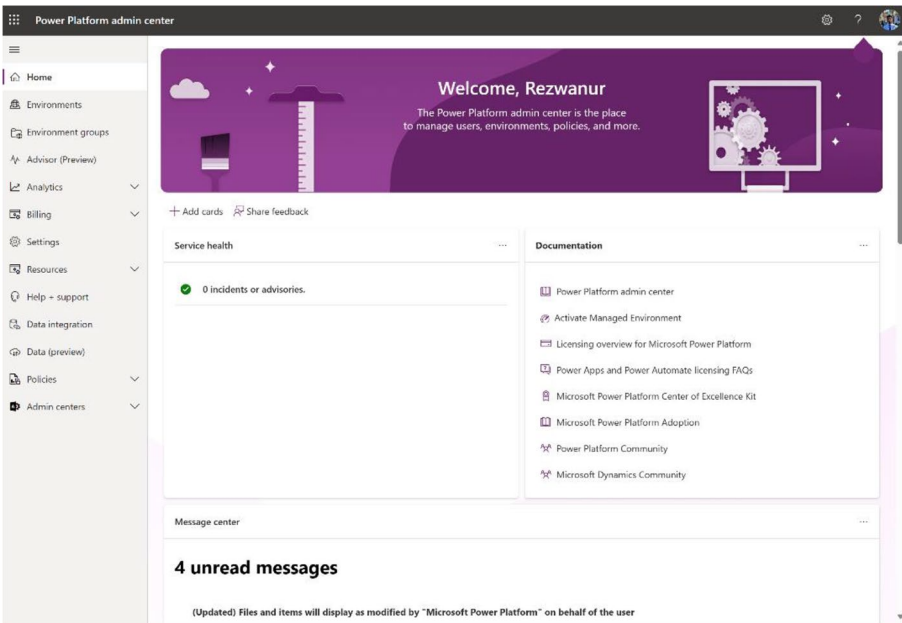 Power Platform admin center
?
Home
Environments
Environment groups
Advisor (Preview)
Analytics
Billing
Settings
Resources
Help + support
Data integration
Data (preview)
Policies
Admin centers
Welcome, Rezwanur
The Power Platform admin center is the place
to manage users, environments, policies, and more.
+ Add cards
Share feedback
Service health
...
0 incidents or advisories.
Documentation
...
Power Platform admin center
Activate Managed Environment
Licensing overview for Microsoft Power Platform
Power Apps and Power Automate licensing FAQs
Microsoft Power Platform Center of Excellence Kit
Microsoft Power Platform Adoption
Power Platform Community
Microsoft Dynamics Community
Message center
...
4 unread messages
(Updated) Files and items will display as modified by "Microsoft Power Platform" on behalf of the user